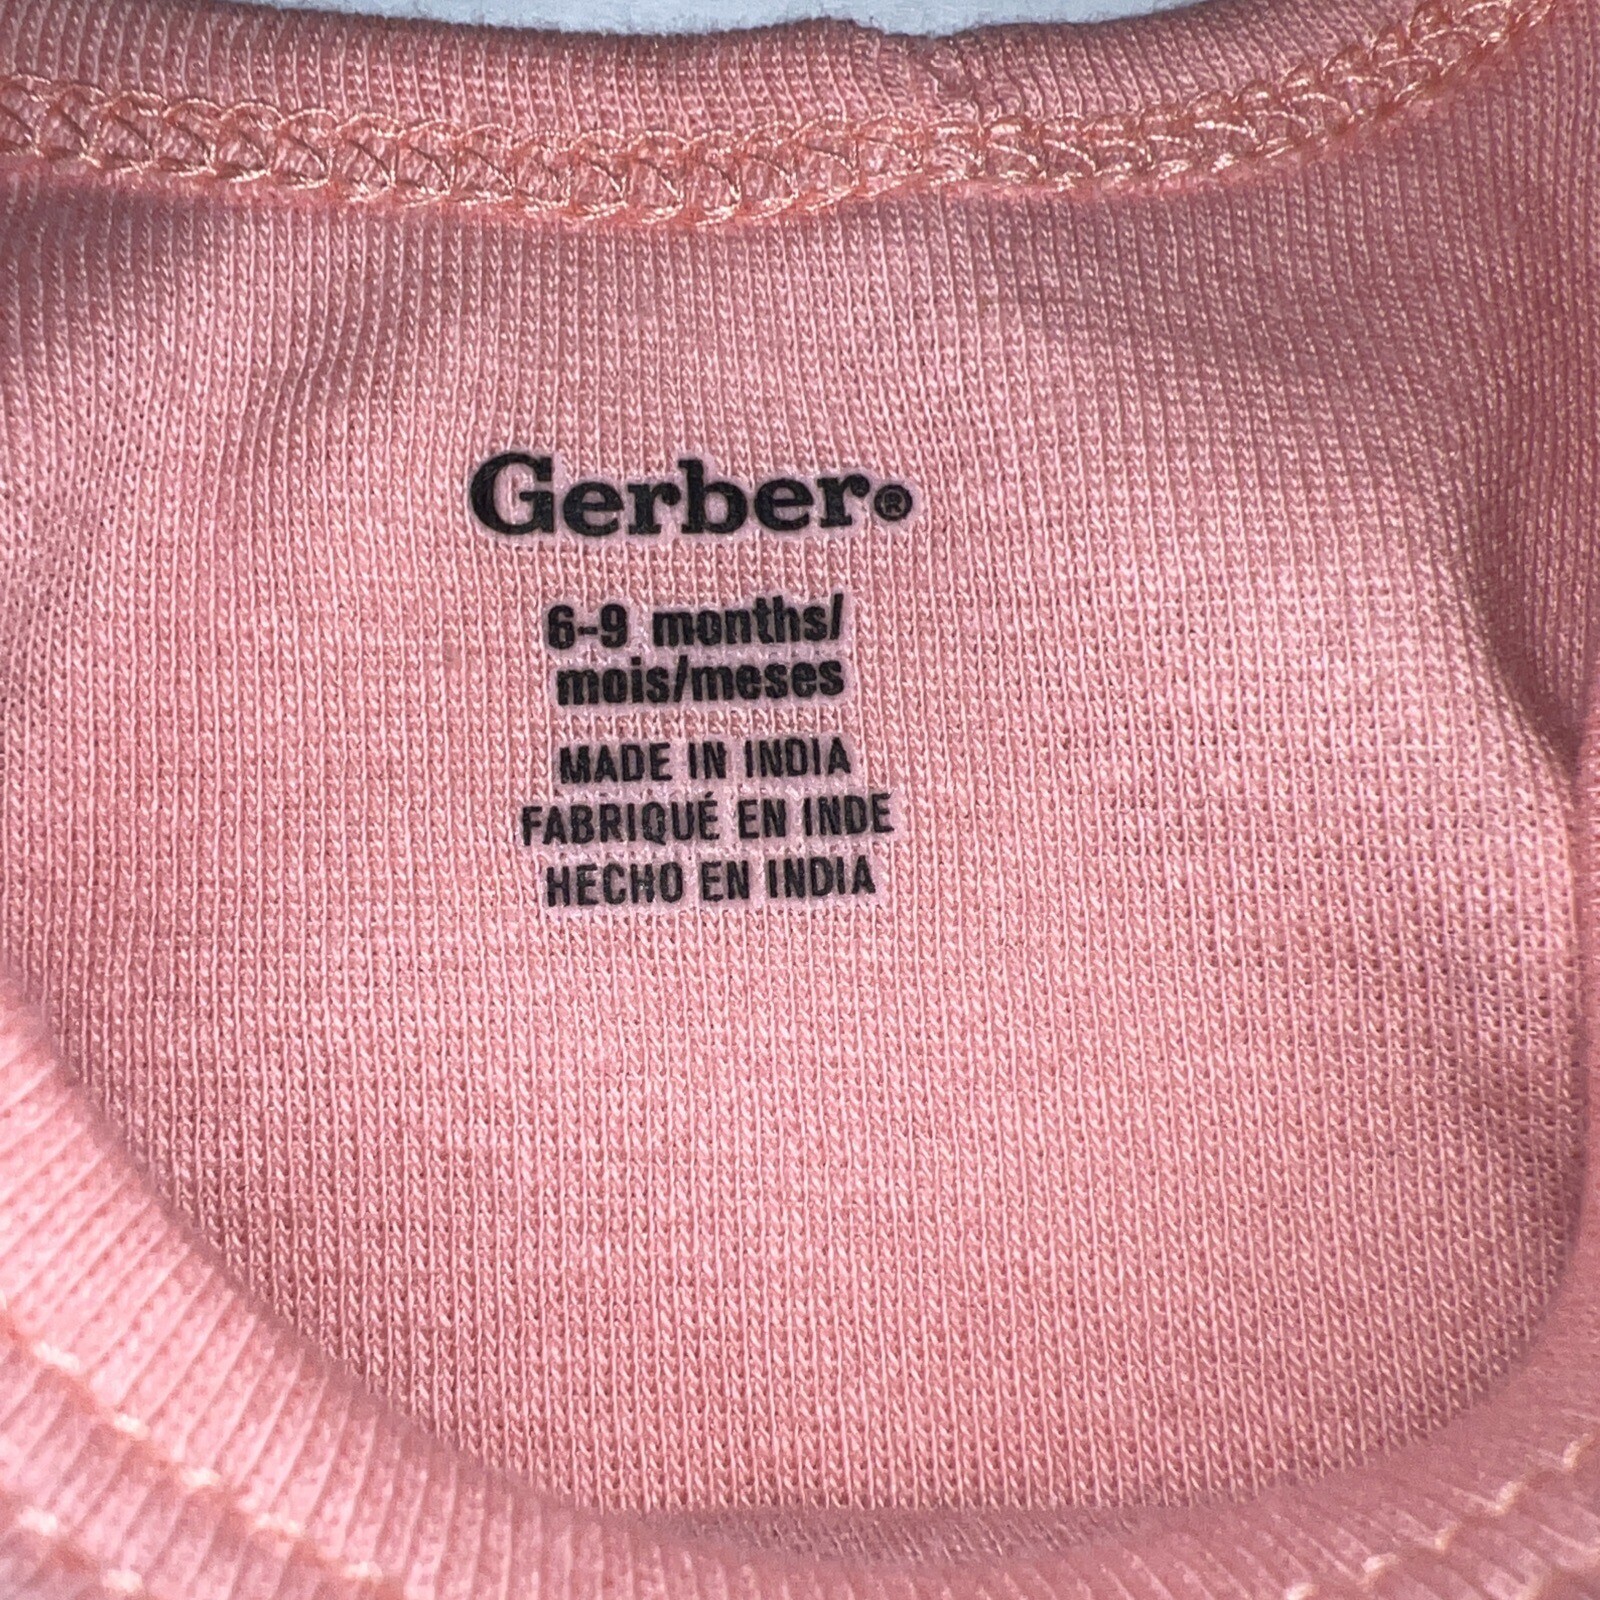 Gerber®
6-9 months/
mois/meses
MADE IN INDIA
FABRIQUÉ EN INDE
HECHO EN INDIA